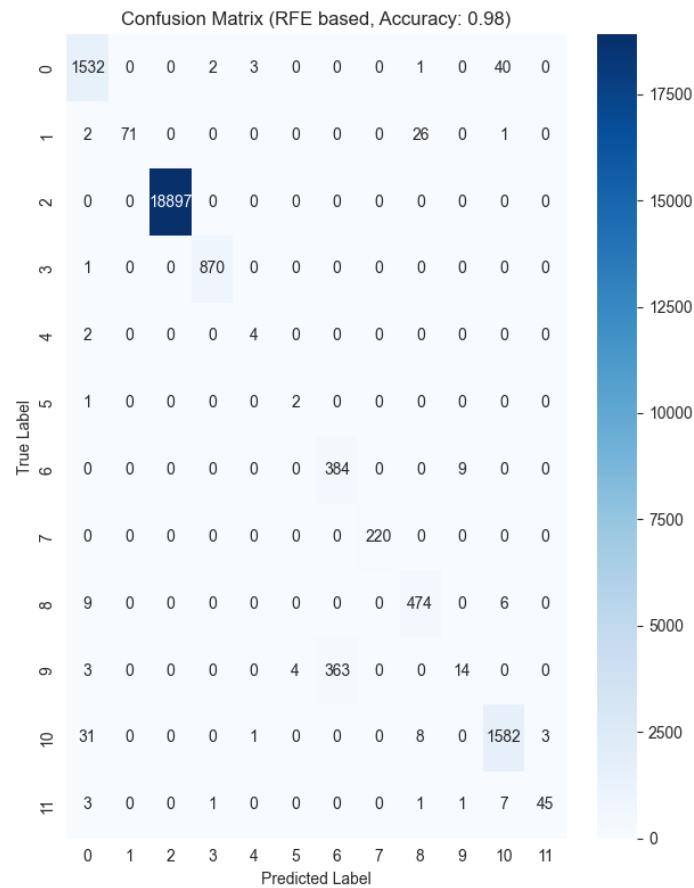 Confusion Matrix (RFE based, Accuracy: 0.98)
True Label
0 1532 0 0 2 3 0 0 0 1 0 40 0
1 2 71 0 0 0 0 0 0 26 0 1 0
2 0 0 18897 0 0 0 0 0 0 0 0 0
3 1 0 0 870 0 0 0 0 0 0 0 0
4 2 0 0 0 4 0 0 0 0 0 0 0
5 1 0 0 0 0 2 0 0 0 0 0 0
6 0 0 0 0 0 0 384 0 0 9 0 0
7 0 0 0 0 0 0 0 220 0 0 0 0
8 9 0 0 0 0 0 0 0 474 0 6 0
9 3 0 0 0 0 4 363 0 0 14 0 0
10 31 0 0 0 1 0 0 0 8 0 1582 3
11 3 0 0 1 0 0 0 0 1 1 7 45
0 1 2 3 4 5 6 7 8 9 10 11
Predicted Label
17500
15000
12500
10000
7500
5000
2500
0